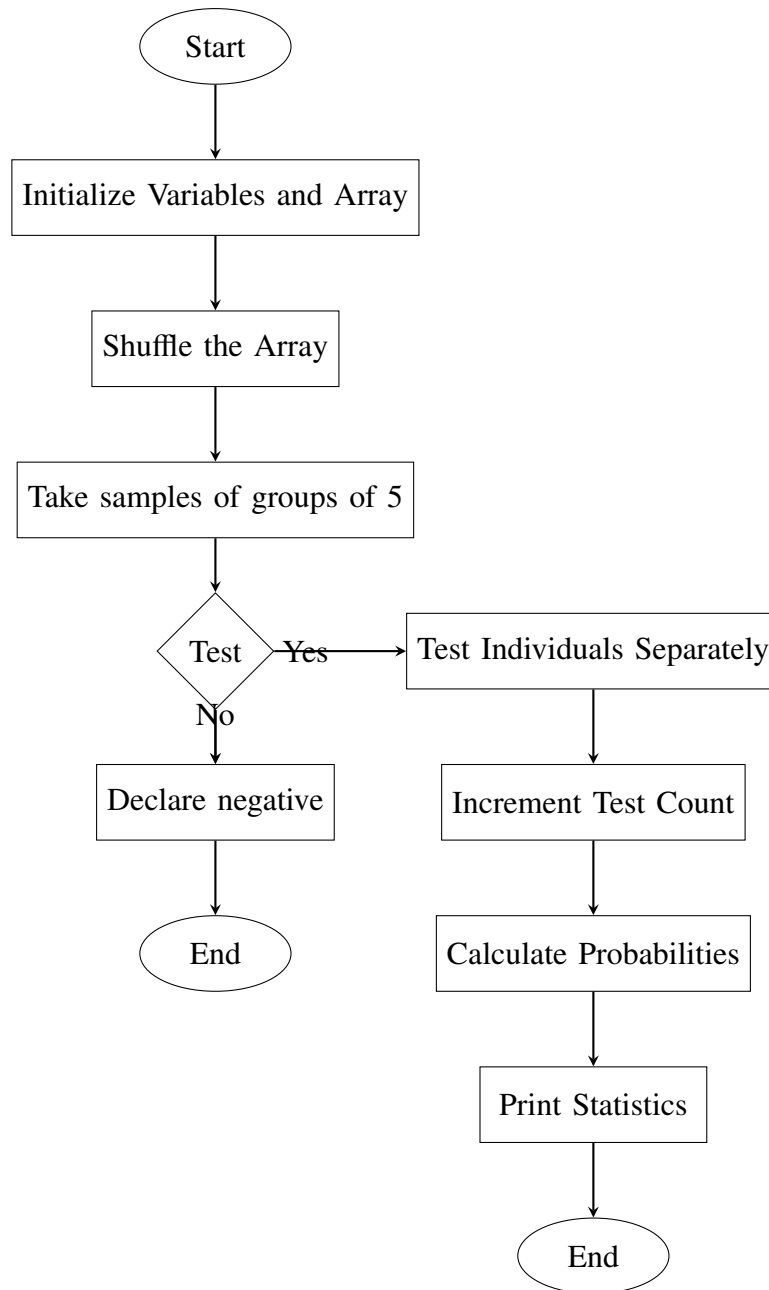 Start
Initialize Variables and Array
Shuffle the Array
Take samples of groups of 5
Test
Yes
Test Individuals Separately
No
Declare negative
Increment Test Count
End
Calculate Probabilities
Print Statistics
End